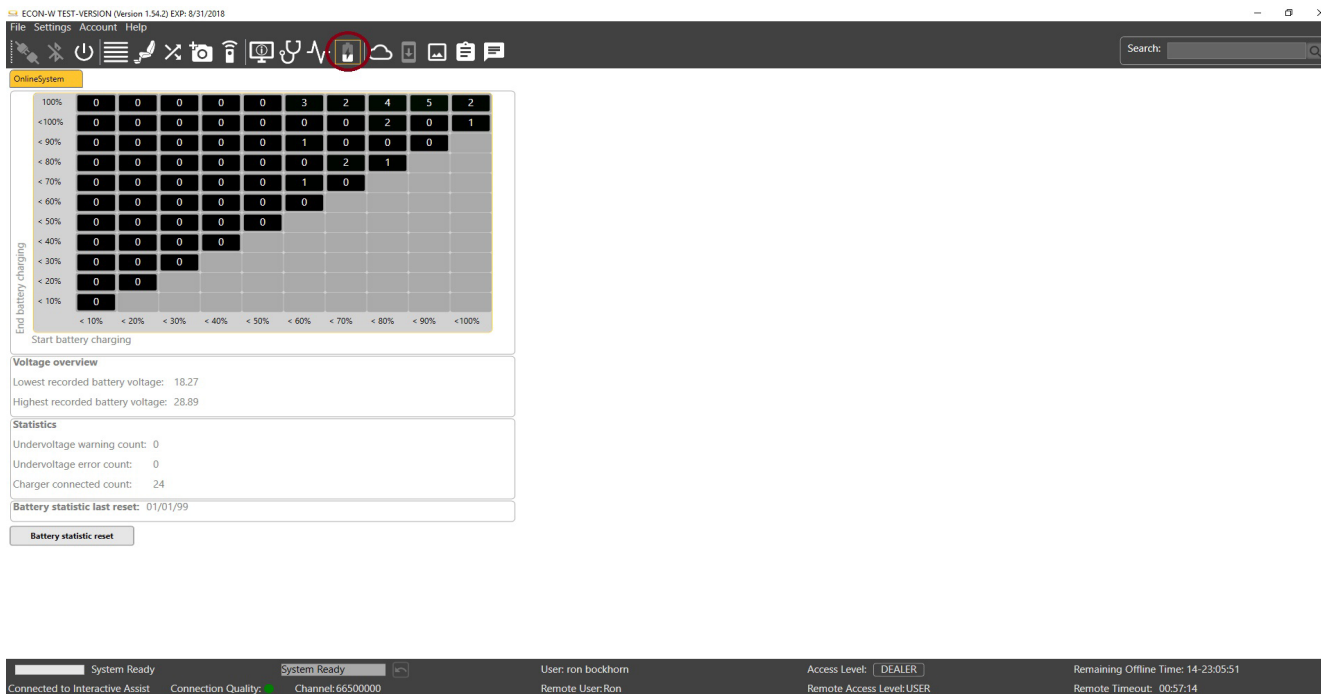 ECON-W TEST-VERSION (Version 1.54.2) EXP: 8/31/2018
File Settings Account Help
Search:
OnlineSystem
100% 0 0 0 0 0 3 2 4 5 2
<100% 0 0 0 0 0 0 0 2 0 1
< 90% 0 0 0 0 0 1 0 0 0
< 80% 0 0 0 0 0 0 2 1
< 70% 0 0 0 0 0 1 0
< 60% 0 0 0 0 0 0
< 50% 0 0 0 0 0
< 40% 0 0 0 0
< 30% 0 0 0
< 20% 0 0
< 10% 0
End battery charging
< 10% < 20% < 30% < 40% < 50% < 60% < 70% < 80% < 90% <100%
Start battery charging
Voltage overview
Lowest recorded battery voltage: 18.27
Highest recorded battery voltage: 28.89
Statistics
Undervoltage warning count: 0
Undervoltage error count: 0
Charger connected count: 24
Battery statistic last reset: 01/01/99
Battery statistic reset
System Ready System Ready User: ron bockhorn Access Level: DEALER Remaining Offline Time: 14-23:05:51
Connected to Interactive Assist Connection Quality: Channel: 66500000 Remote User: Ron Remote Access Level: USER Remote Timeout: 00:57:14